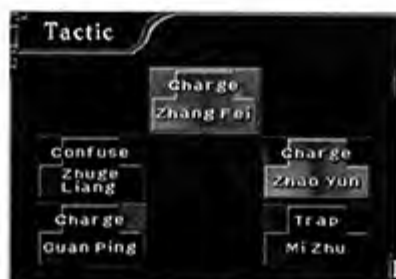 Tactic
Charge
Zhang Fei
Confuse
Zhuge
Liang
Charge
Zhao Yun
Charge
Guan Ping
Trap
Mi Zhu